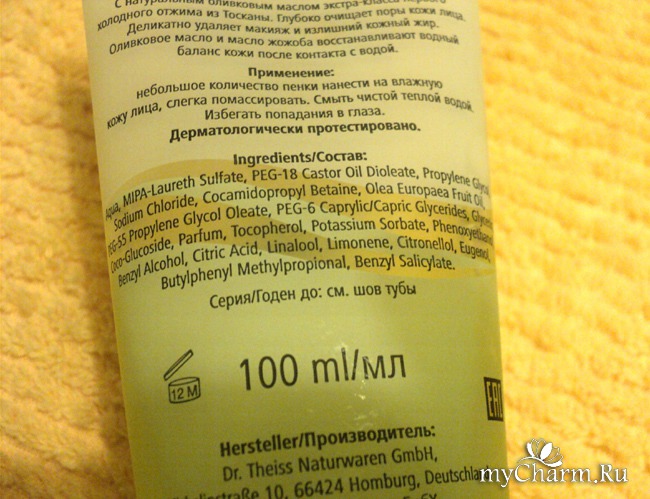 С натуральным оливковым маслом экстра-класса первого
холодного отжима из Тосканы. Глубоко очищает поры кожи лица.
Деликатно удаляет макияж и излишний кожный жир.
Оливковое масло и масло жожоба восстанавливают водный
баланс кожи после контакта с водой.
Применение:
небольшое количество пенки нанести на влажную
кожу лица, слегка помассировать. Смыть чистой теплой водой.
Избегать попадания в глаза.
Дерматологически протестировано.
Ingredients/Состав:
Aqua, MIPA-Laureth Sulfate, PEG-18 Castor Oil Dioleate, Propylene Glycol,
Sodium Chloride, Cocamidopropyl Betaine, Olea Europaea Fruit Oil,
PEG-55 Propylene Glycol Oleate, PEG-6 Caprylic/Capric Glycerides,
Coco-Glucoside, Parfum, Tocopherol, Potassium Sorbate, Phenoxyethanol,
Benzyl Alcohol, Citric Acid, Linalool, Limonene, Citronellol, Eugenol,
Butylphenyl Methylpropional, Benzyl Salicylate.
Серия/Годен до: см. шов тубы
12 M
100 ml/мл
EAC
Hersteller/Производитель:
Dr. Theiss Naturwaren GmbH,
10, 66424 Homburg, Deutschland
myCharm.Ru